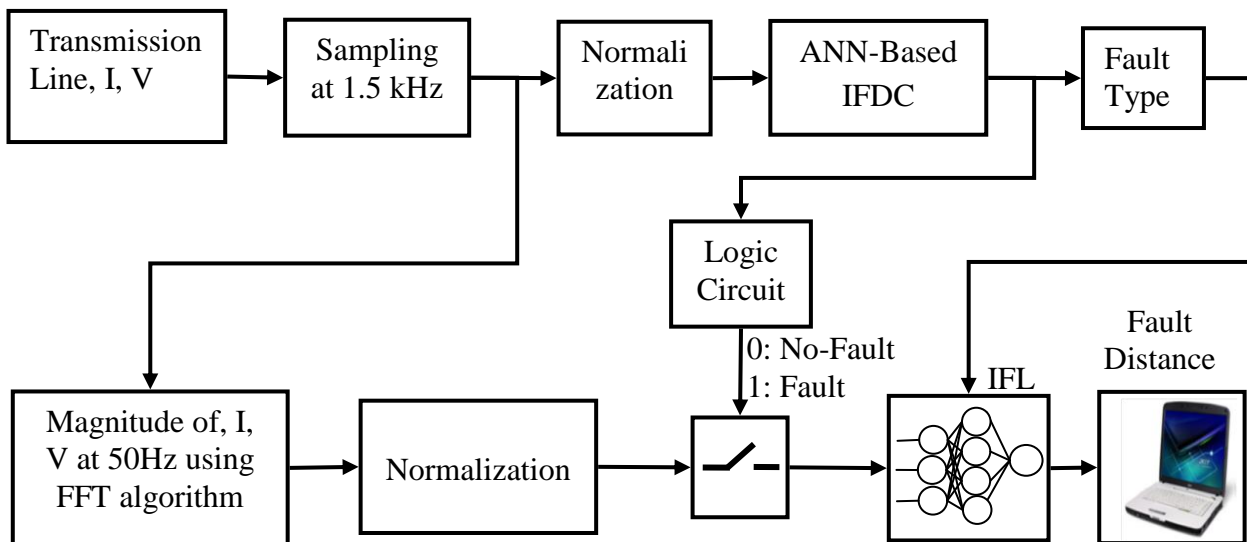 Transmission
Line, I, V
Sampling
at 1.5 kHz
Normali
zation
ANN-Based
IFDC
Fault
Type
Logic
Circuit
0: No-Fault
1: Fault
Fault
Distance
IFL
Magnitude of, I,
V at 50Hz using
FFT algorithm
Normalization